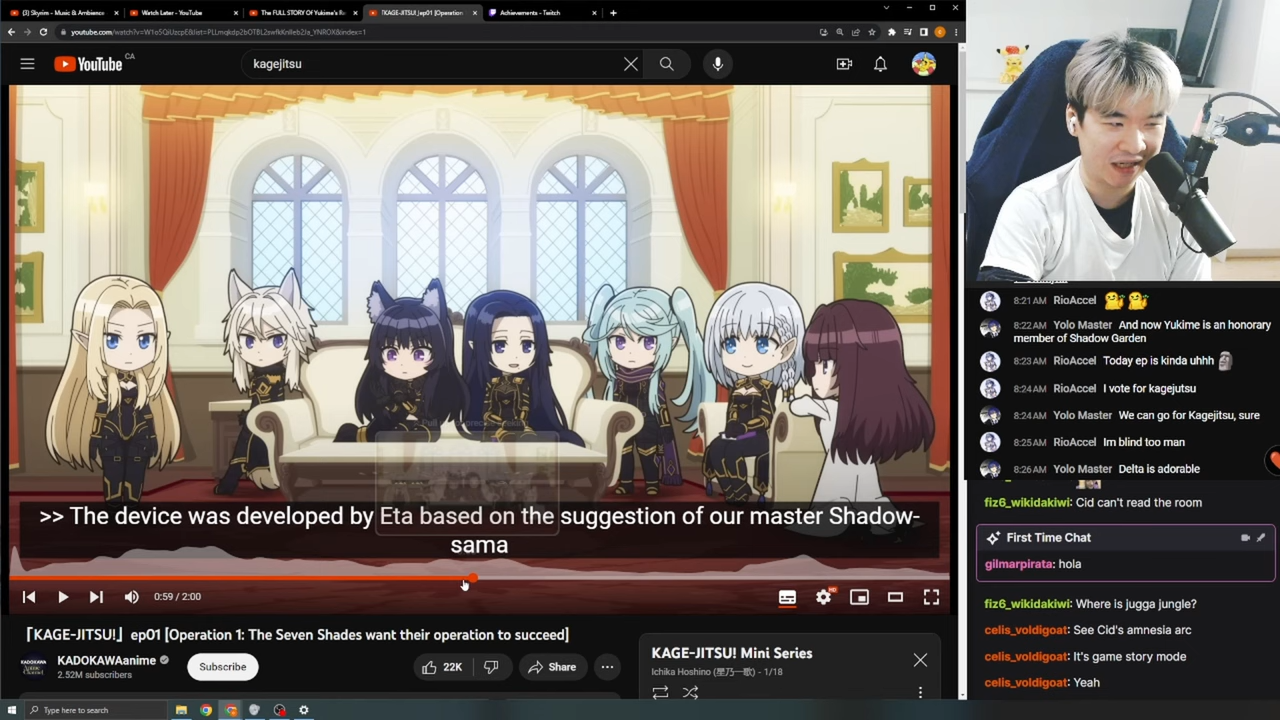 (3) Skyrim - Music & Ambience
Watch Later - YouTube
The FULL STORY Of Yukime's R
「KAGE-JITSU!」ep01 [Operation
Achievements - Twitch
YouTube CA
kagejitsu
>> The device was developed by Eta based on the suggestion of our master Shadow-
sama
0:59 / 2:00
HD
「KAGE-JITSU!」 ep01 [Operation 1: The Seven Shades want their operation to succeed]
KADOKAWAanime
2.52M subscribers
Subscribe
22K
Share
KAGE-JITSU! Mini Series
Ichika Hoshino (星乃一歌) - 1/18
8:21 AM RioAccel
8:22 AM Yolo Master And now Yukime is an honorary
member of Shadow Garden
8:23 AM RioAccel Today ep is kinda uhhh
8:24 AM RioAccel I vote for kagejutsu
8:24 AM Yolo Master We can go for Kagejitsu, sure
8:25 AM RioAccel Im blind too man
8:26 AM Yolo Master Delta is adorable
fiz6_wikidakiwi: Cid can't read the room
First Time Chat
gilmarpirata: hola
fiz6_wikidakiwi: Where is jugga jungle?
celis_voldigoat: See Cid's amnesia arc
celis_voldigoat: It's game story mode
celis_voldigoat: Yeah
Type here to search